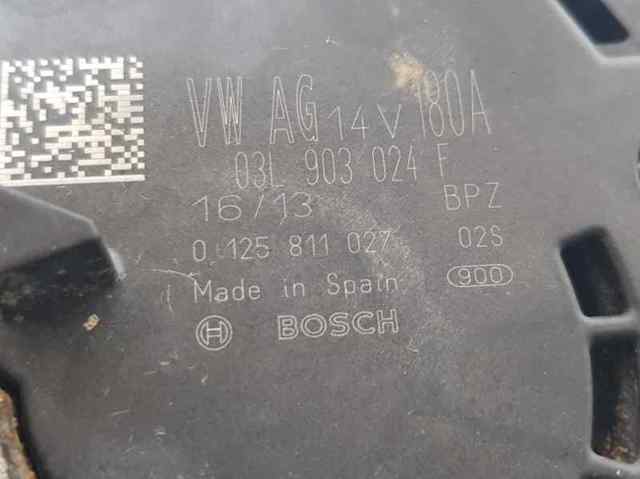 VW AG 14V 180A
03L 903 024 F
16/13 BPZ
0 125 811 027 02S
Made in Spain 900
BOSCH